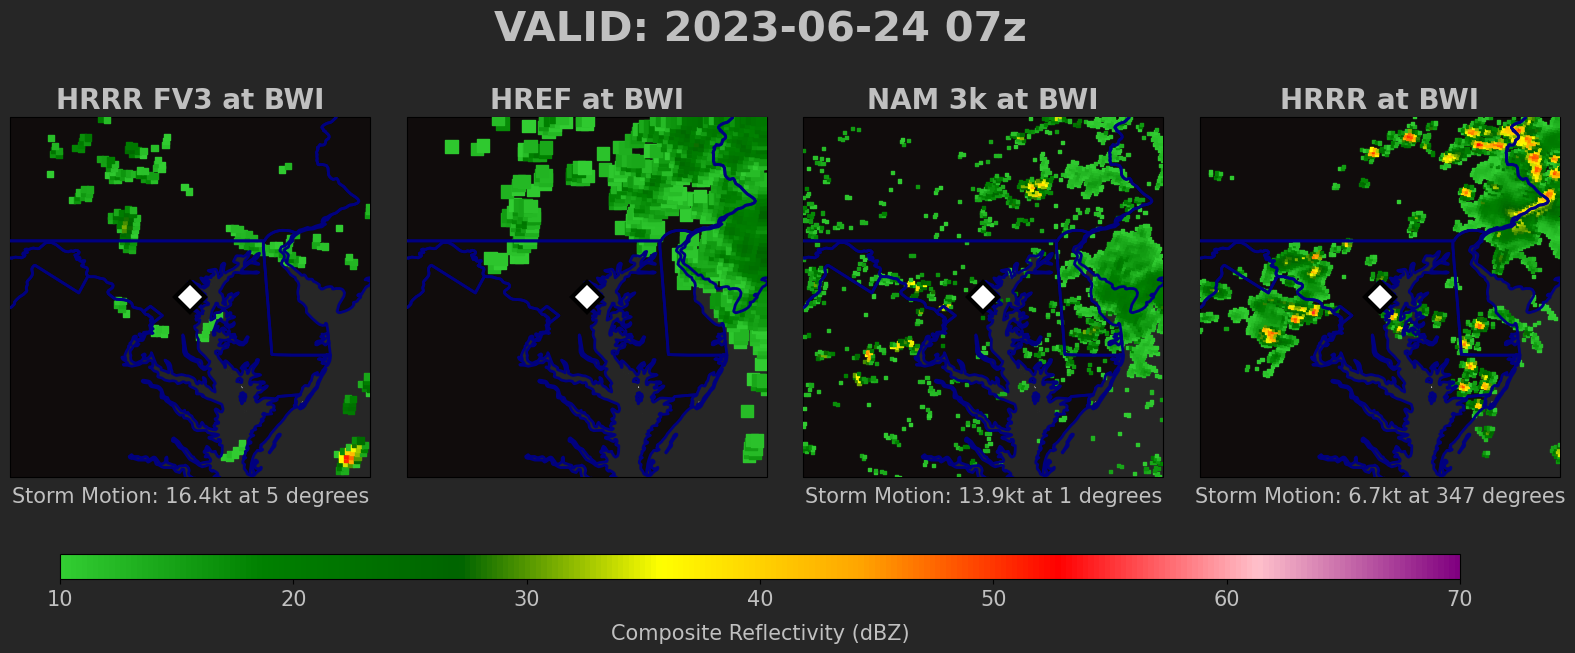 VALID: 2023-06-24 07z
HRRR FV3 at BWI
HREF at BWI
NAM 3k at BWI
HRRR at BWI
Storm Motion: 16.4kt at 5 degrees
Storm Motion: 13.9kt at 1 degrees
Storm Motion: 6.7kt at 347 degrees
10 20 30 40 50 60 70
Composite Reflectivity (dBZ)